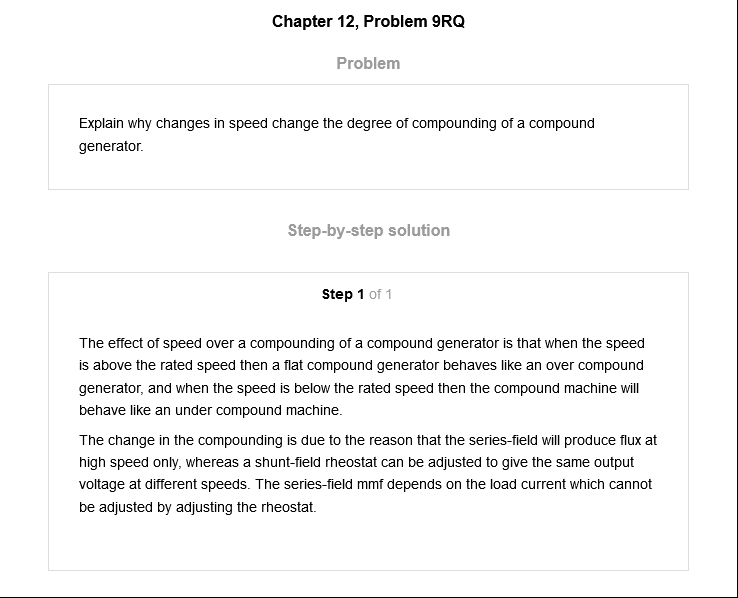 Chapter 12, Problem 9RQ
Problem
Explain why changes in speed change the degree of compounding of a compound
generator.
Step-by-step solution
Step 1 of 1
The effect of speed over a compounding of a compound generator is that when the speed
is above the rated speed then a flat compound generator behaves like an over compound
generator, and when the speed is below the rated speed then the compound machine will
behave like an under compound machine.
The change in the compounding is due to the reason that the series-field will produce flux at
high speed only, whereas a shunt-field rheostat can be adjusted to give the same output
voltage at different speeds. The series-field mmf depends on the load current which cannot
be adjusted by adjusting the rheostat.